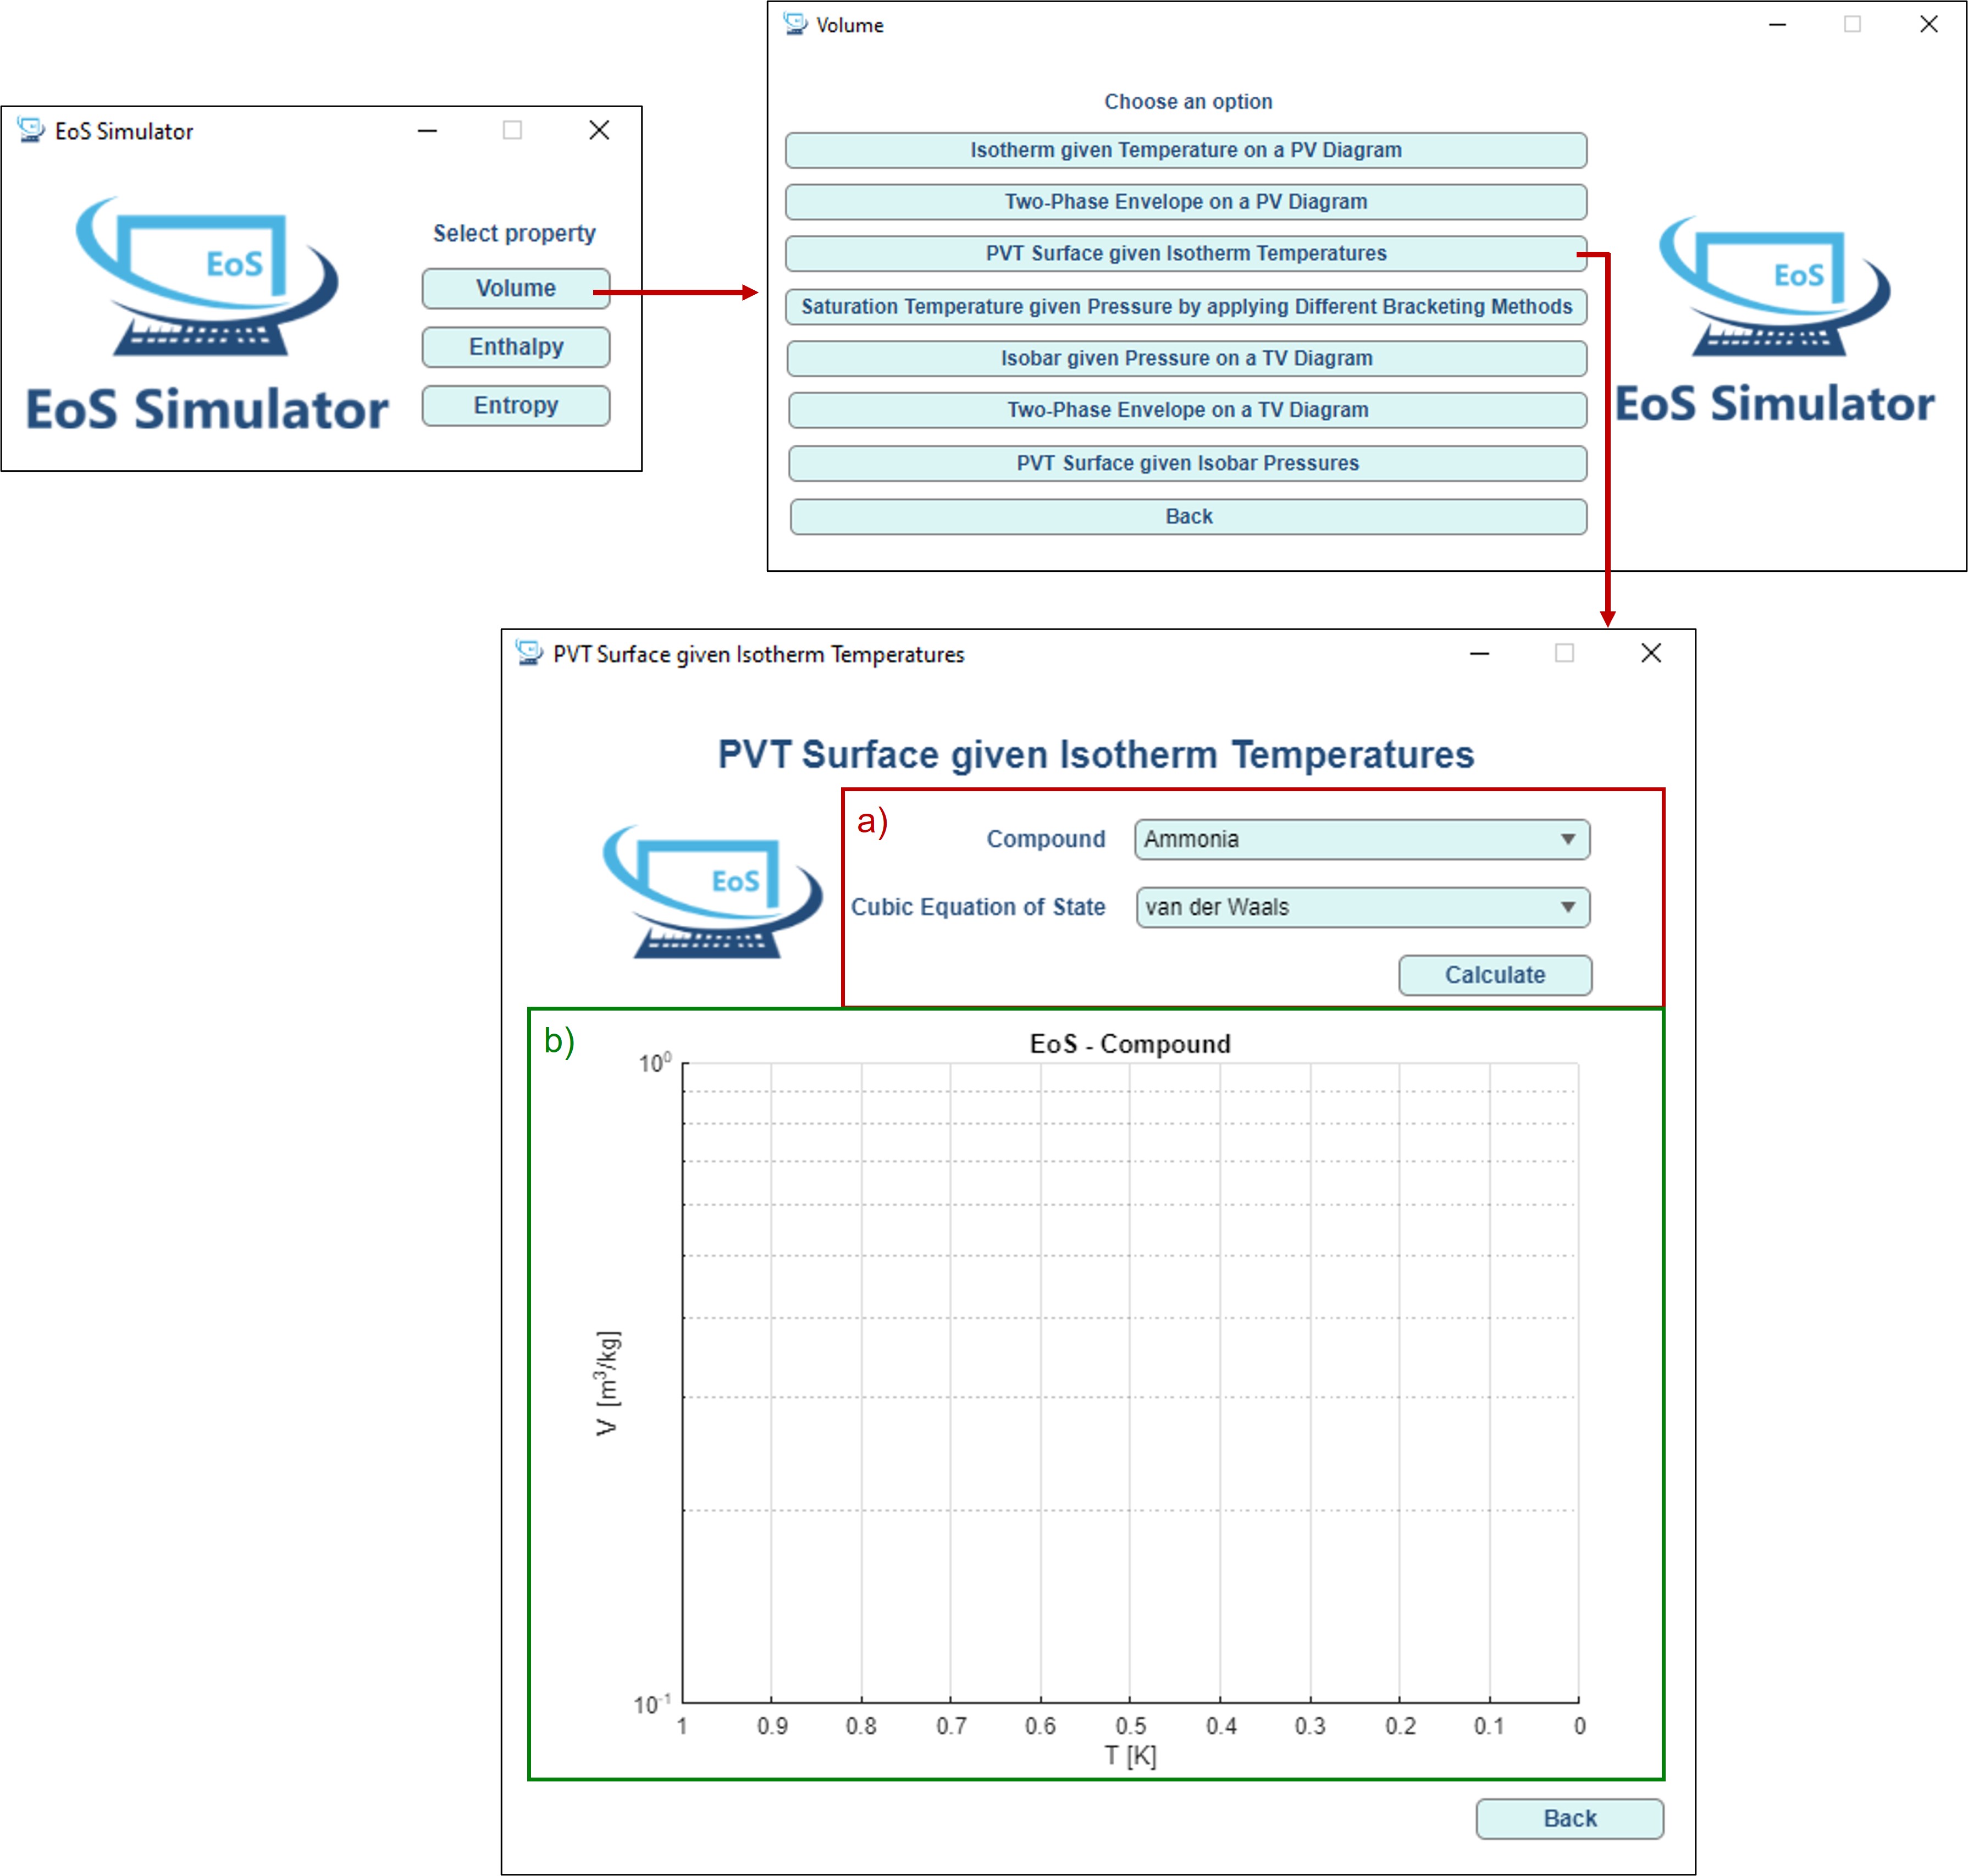 EoS Simulator
EoS
EoS Simulator
Select property
Volume
Enthalpy
Entropy
Volume
Choose an option
Isotherm given Temperature on a PV Diagram
Two-Phase Envelope on a PV Diagram
PVT Surface given Isotherm Temperatures
Saturation Temperature given Pressure by applying Different Bracketing Methods
Isobar given Pressure on a TV Diagram
Two-Phase Envelope on a TV Diagram
PVT Surface given Isobar Pressures
Back
EoS
EoS Simulator
PVT Surface given Isotherm Temperatures
PVT Surface given Isotherm Temperatures
EoS
a)
Compound Ammonia
Cubic Equation of State van der Waals
Calculate
b)
EoS - Compound
10⁰
V [m³/kg]
10⁻¹
1 0.9 0.8 0.7 0.6 0.5 0.4 0.3 0.2 0.1 0
T [K]
Back